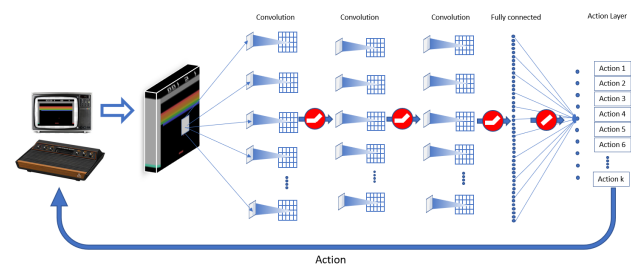 Convolution
Convolution
Convolution
Fully connected
Action Layer
Action 1
Action 2
Action 3
Action 4
Action 5
Action 6
Action k
Action